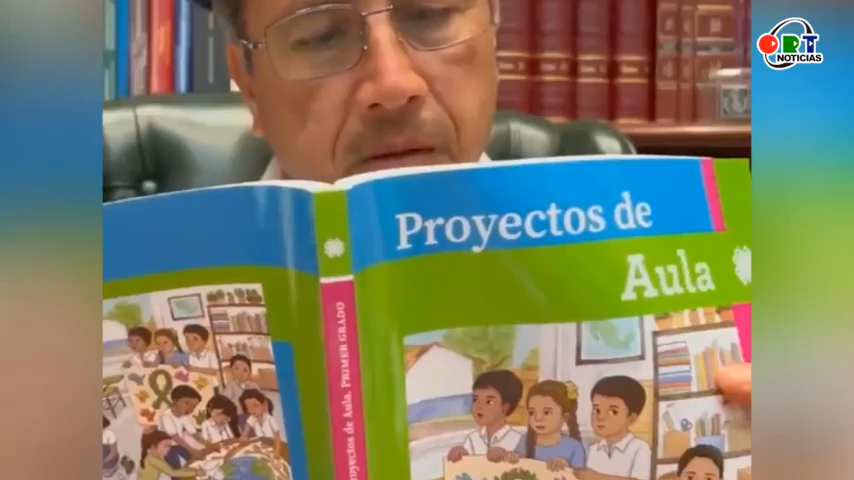 ORT
NOTICIAS
Proyectos de
Aula
Proyectos de Aula. PRIMER GRADO